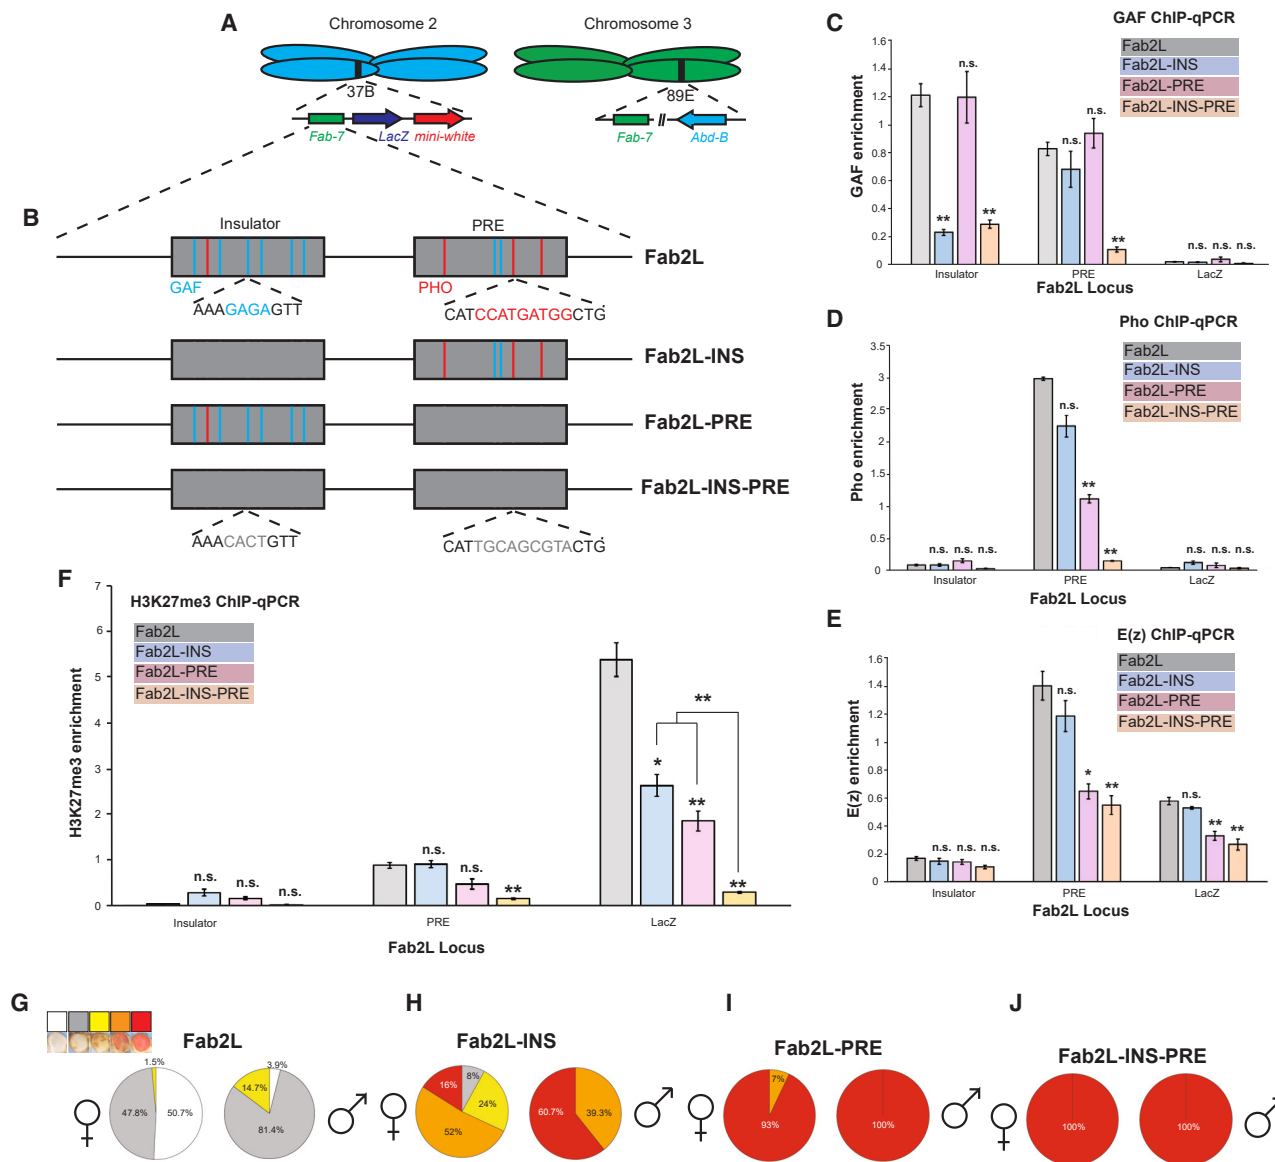 A
Chromosome 2
Chromosome 3
37B
89E
Fab-7
LacZ
mini-white
Fab-7
Abd-B
B
Insulator
PRE
Fab2L
GAF
PHO
AAAGAGAGTT
CATCCATGATGGCTG
Fab2L-INS
Fab2L-PRE
Fab2L-INS-PRE
AAACACTGTT
CATTGCAGCGTACTG
C
GAF ChIP-qPCR
Fab2L
Fab2L-INS
Fab2L-PRE
Fab2L-INS-PRE
GAF enrichment
1.6
1.4
1.2
1
0.8
0.6
0.4
0.2
0
**
n.s.
**
n.s.
n.s.
**
n.s.
n.s.
n.s.
Insulator
PRE
LacZ
Fab2L Locus
D
Pho ChIP-qPCR
Fab2L
Fab2L-INS
Fab2L-PRE
Fab2L-INS-PRE
Pho enrichment
3.5
3
2.5
2
1.5
1
0.5
0
n.s.
n.s.
n.s.
n.s.
**
**
n.s.
n.s.
n.s.
Insulator
PRE
LacZ
Fab2L Locus
E
E(z) ChIP-qPCR
Fab2L
Fab2L-INS
Fab2L-PRE
Fab2L-INS-PRE
E(z) enrichment
1.6
1.4
1.2
1
0.8
0.6
0.4
0.2
0
n.s.
n.s.
n.s.
n.s.
*
**
n.s.
**
**
Insulator
PRE
LacZ
Fab2L Locus
F
H3K27me3 ChIP-qPCR
Fab2L
Fab2L-INS
Fab2L-PRE
Fab2L-INS-PRE
H3K27me3 enrichment
7
6
5
4
3
2
1
0
n.s.
n.s.
n.s.
n.s.
n.s.
**
*
**
**
**
Insulator
PRE
LacZ
Fab2L Locus
G
Fab2L
1.5%
47.8%
50.7%
3.9%
14.7%
81.4%
♀
♂
H
Fab2L-INS
♀
8%
16%
24%
52%
60.7%
39.3%
♂
I
Fab2L-PRE
♀
7%
93%
100%
♂
J
Fab2L-INS-PRE
♀
100%
100%
♂